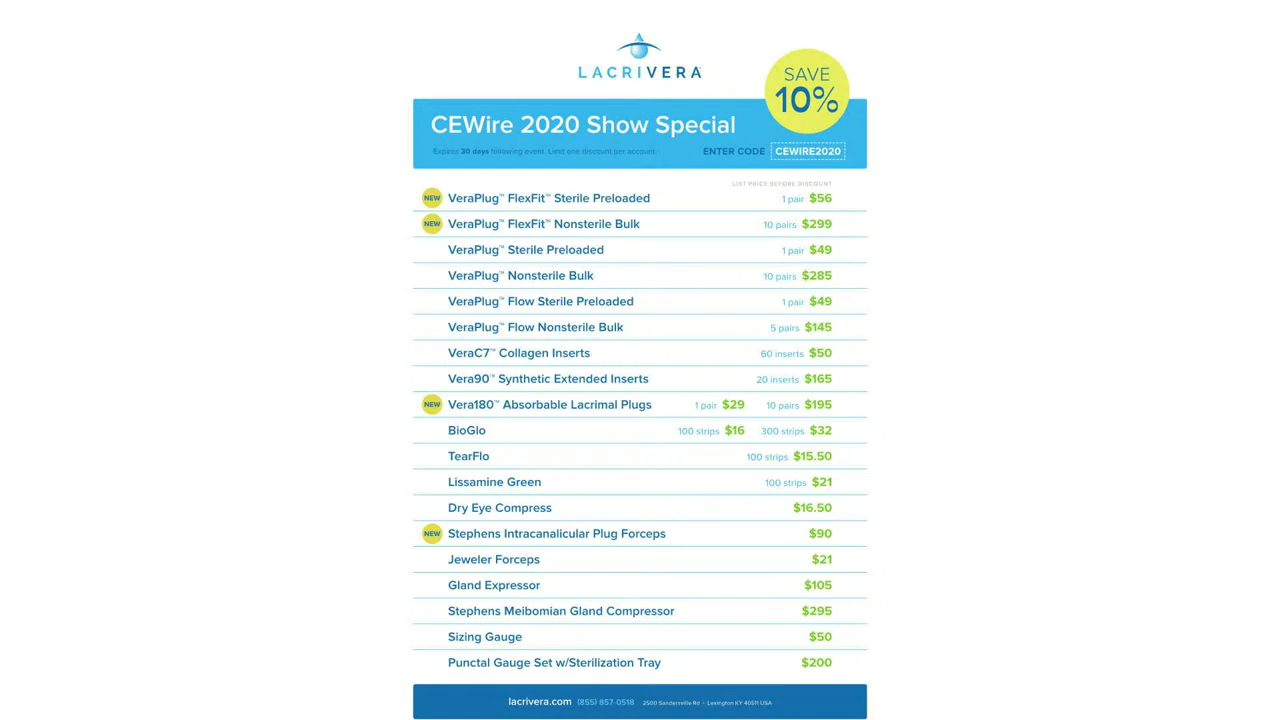 LACRIVERA
SAVE
10%
CEWire 2020 Show Special
Expires 30 days following event. Limit one discount per account.
ENTER CODE CEWIRE2020
LIST PRICE BEFORE DISCOUNT
NEW VeraPlug™ FlexFit™ Sterile Preloaded 1 pair $56
NEW VeraPlug™ FlexFit™ Nonsterile Bulk 10 pairs $299
VeraPlug™ Sterile Preloaded 1 pair $49
VeraPlug™ Nonsterile Bulk 10 pairs $285
VeraPlug™ Flow Sterile Preloaded 1 pair $49
VeraPlug™ Flow Nonsterile Bulk 5 pairs $145
VeraC7™ Collagen Inserts 60 inserts $50
Vera90™ Synthetic Extended Inserts 20 inserts $165
NEW Vera180™ Absorbable Lacrimal Plugs 1 pair $29 10 pairs $195
BioGlo 100 strips $16 300 strips $32
TearFlo 100 strips $15.50
Lissamine Green 100 strips $21
Dry Eye Compress $16.50
NEW Stephens Intracanalicular Plug Forceps $90
Jeweler Forceps $21
Gland Expressor $105
Stephens Meibomian Gland Compressor $295
Sizing Gauge $50
Punctal Gauge Set w/Sterilization Tray $200
lacrivera.com (855) 857-0518 2500 Sandersville Rd • Lexington KY 40511 USA